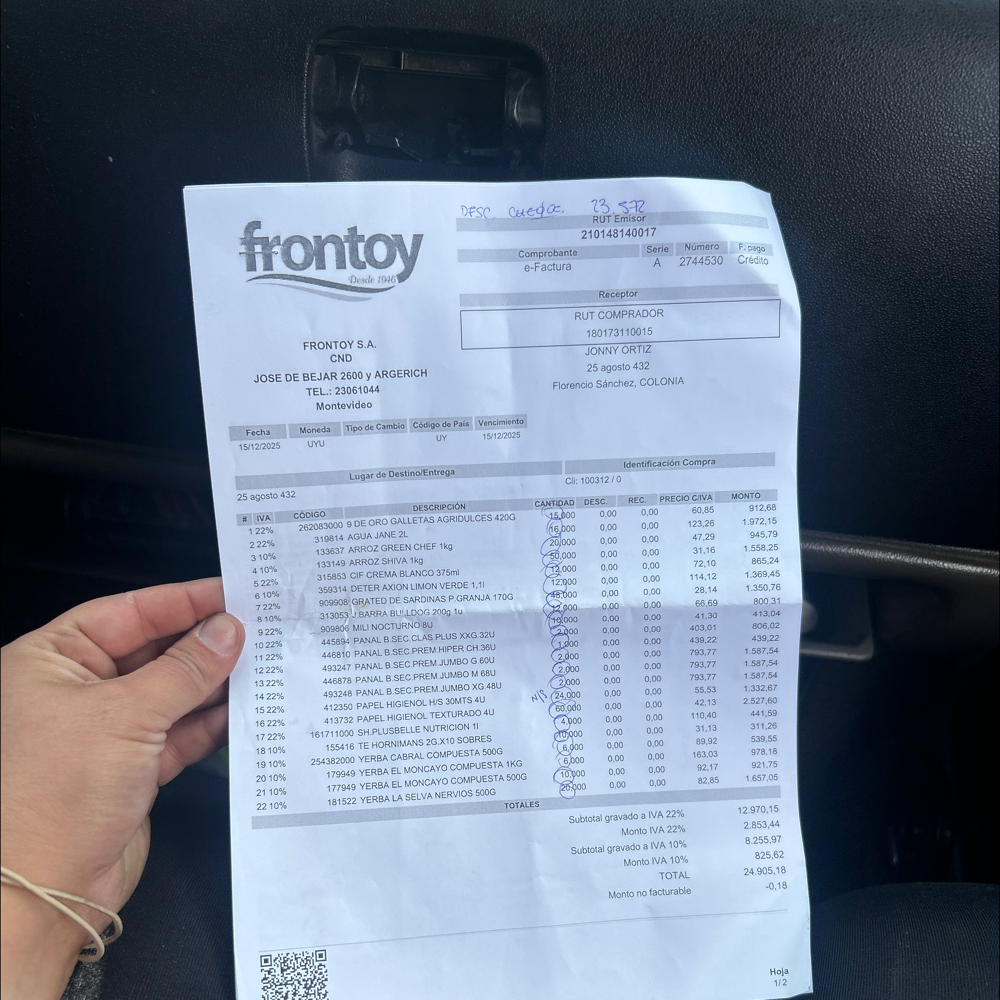 DESC cuenta. 23.572
frontoy
Desde 1946
RUT Emisor
210148140017
Comprobante Serie Número F. pago
e-Factura A 2744530 Crédito
Receptor
RUT COMPRADOR
180173110015
JONNY ORTIZ
25 agosto 432
Florencio Sánchez, COLONIA
FRONTOY S.A.
CND
JOSE DE BEJAR 2600 y ARGERICH
TEL.: 23061044
Montevideo
Fecha Moneda Tipo de Cambio Código de País Vencimiento
15/12/2025 UYU UY 15/12/2025
Lugar de Destino/Entrega Identificación Compra
25 agosto 432 Cli: 100312 / 0
# IVA CÓDIGO DESCRIPCIÓN CANTIDAD DESC. REC. PRECIO C/IVA MONTO
1 22% 262083000 9 DE ORO GALLETAS AGRIDULCES 420G 15,000 0,00 0,00 60,85 912,68
2 22% 319814 AGUA JANE 2L 16,000 0,00 0,00 123,26 1.972,15
3 10% 133637 ARROZ GREEN CHEF 1kg 20,000 0,00 0,00 47,29 945,79
4 10% 133149 ARROZ SHIVA 1kg 50,000 0,00 0,00 31,16 1.558,25
5 22% 315853 CIF CREMA BLANCO 375ml 12,000 0,00 0,00 72,10 865,24
6 10% 359314 DETER AXION LIMON VERDE 1,1l 12,000 0,00 0,00 114,12 1.369,45
7 22% 909908 GRATED DE SARDINAS P.GRANJA 170G 48,000 0,00 0,00 28,14 1.350,76
8 10% 313053 J.BARRA BULLDOG 200g 1u 12,000 0,00 0,00 66,69 800,31
9 22% 909806 MILI NOCTURNO 8U 10,000 0,00 0,00 41,30 413,04
10 22% 445894 PANAL B.SEC.CLAS PLUS XXG.32U 2,000 0,00 0,00 403,01 806,02
11 22% 446810 PANAL B.SEC.PREM.HIPER CH.36U 1,000 0,00 0,00 439,22 439,22
12 22% 493247 PANAL B.SEC.PREM.JUMBO G 60U 2,000 0,00 0,00 793,77 1.587,54
13 22% 446878 PANAL B.SEC.PREM.JUMBO M 68U 2,000 0,00 0,00 793,77 1.587,54
14 22% 493248 PANAL B.SEC.PREM.JUMBO XG.48U 2,000 0,00 0,00 793,77 1.587,54
15 22% 412350 PAPEL HIGIENOL H/S 30MTS 4U N/R 24,000 0,00 0,00 55,53 1.332,67
16 22% 413732 PAPEL HIGIENOL TEXTURADO 4U 60,000 0,00 0,00 42,13 2.527,60
17 22% 161711000 SH.PLUSBELLE NUTRICION 1l 4,000 0,00 0,00 110,40 441,59
18 10% 155416 TE HORNIMANS 2G.X10 SOBRES 10,000 0,00 0,00 31,13 311,26
19 10% 254382000 YERBA CABRAL COMPUESTA 500G 6,000 0,00 0,00 89,92 539,55
20 10% 179949 YERBA EL MONCAYO COMPUESTA 1KG 6,000 0,00 0,00 163,03 978,18
21 10% 177949 YERBA EL MONCAYO COMPUESTA 500G 10,000 0,00 0,00 92,17 921,75
22 10% 181522 YERBA LA SELVA NERVIOS 500G 20,000 0,00 0,00 82,85 1.657,05
TOTALES
Subtotal gravado a IVA 22% 12.970,15
Monto IVA 22% 2.853,44
Subtotal gravado a IVA 10% 8.255,97
Monto IVA 10% 825,62
TOTAL 24.905,18
Monto no facturable -0,18
Hoja
1/2